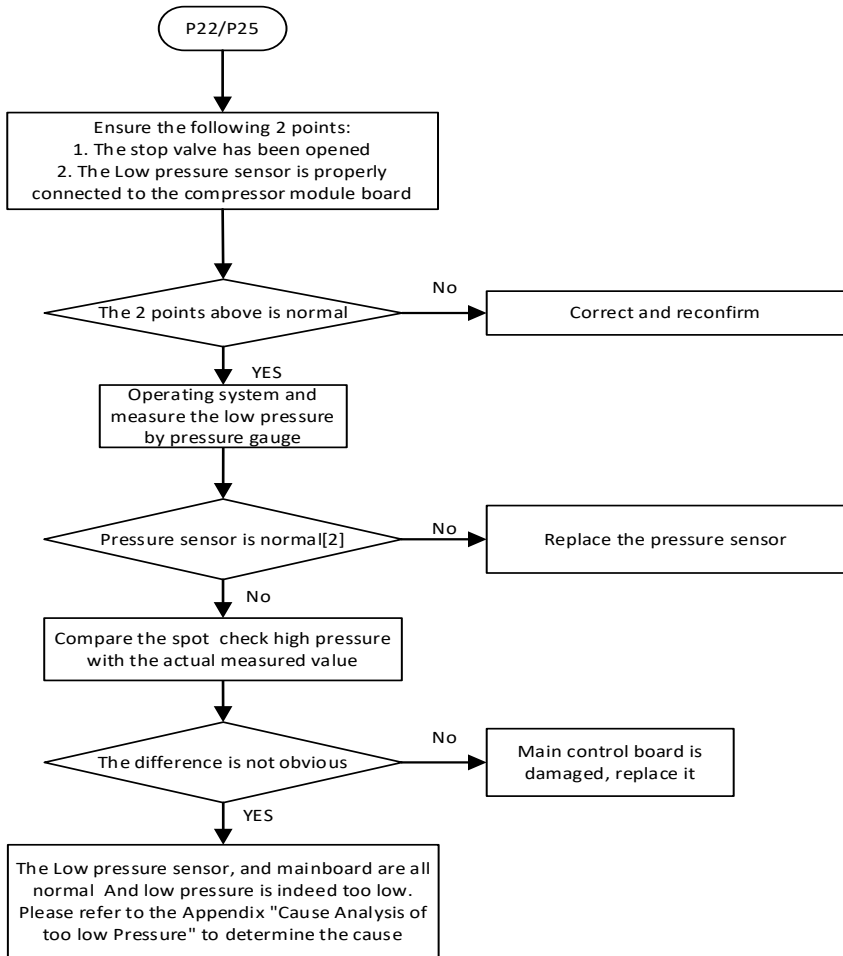 P22/P25
Ensure the following 2 points:
1. The stop valve has been opened
2. The Low pressure sensor is properly
connected to the compressor module board
The 2 points above is normal
No
Correct and reconfirm
YES
Operating system and
measure the low pressure
by pressure gauge
Pressure sensor is normal[2]
No
Replace the pressure sensor
No
Compare the spot check high pressure
with the actual measured value
The difference is not obvious
No
Main control board is
damaged, replace it
YES
The Low pressure sensor, and mainboard are all
normal And low pressure is indeed too low.
Please refer to the Appendix "Cause Analysis of
too low Pressure" to determine the cause